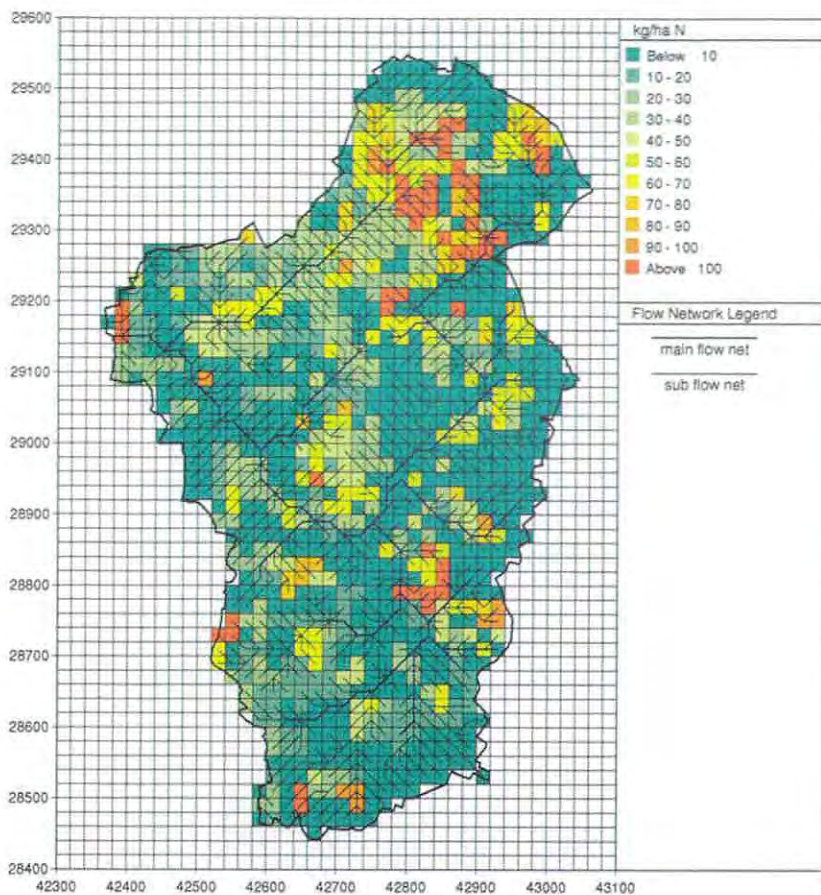 29600
29500
29400
29300
29200
29100
29000
28900
28800
28700
28600
28500
28400
42300 42400 42500 42600 42700 42800 42900 43000 43100
kg/ha N
Below 10
10 - 20
20 - 30
30 - 40
40 - 50
50 - 60
60 - 70
70 - 80
80 - 90
90 - 100
Above 100
Flow Network Legend
main flow net
sub flow net